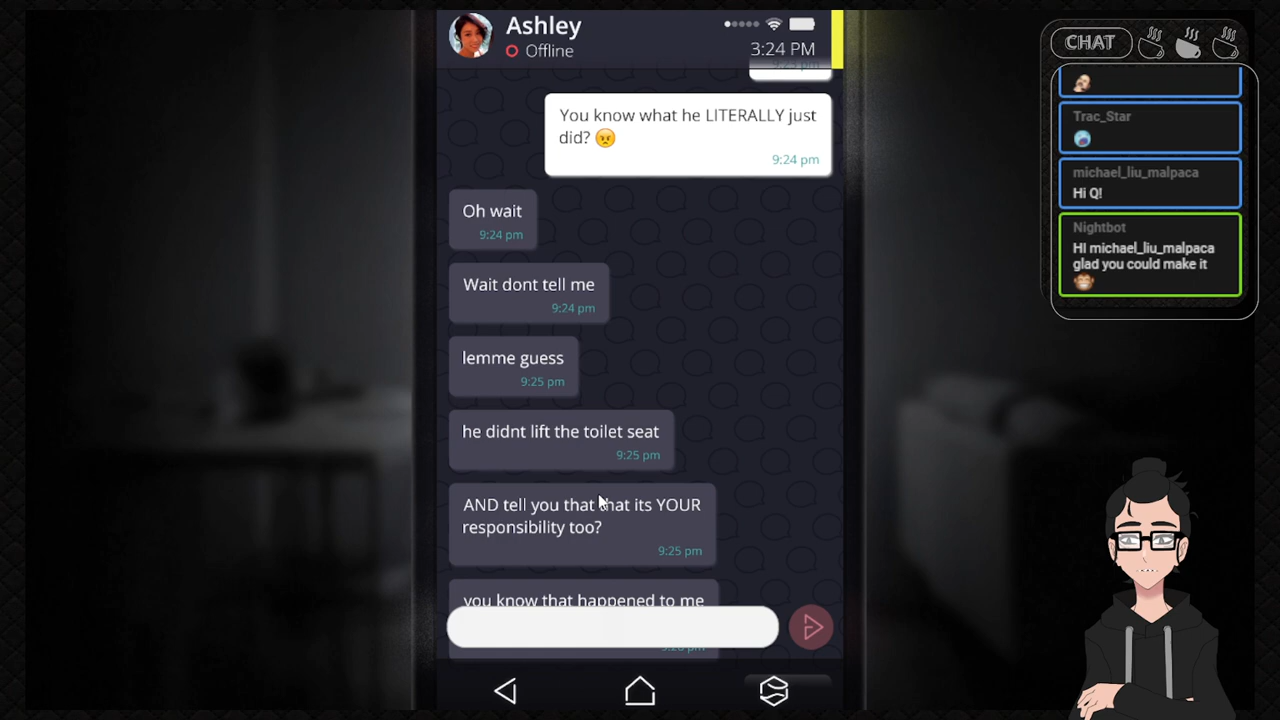 Ashley
Offline
3:24 PM
You know what he LITERALLY just
did? 😠
9:24 pm
Oh wait
9:24 pm
Wait dont tell me
9:24 pm
lemme guess
9:25 pm
he didnt lift the toilet seat
9:25 pm
AND tell you that that its YOUR
responsibility too?
9:25 pm
you know that happened to me
CHAT
Trac_Star
michael_liu_malpaca
Hi Q!
Nightbot
HI michael_liu_malpaca
glad you could make it